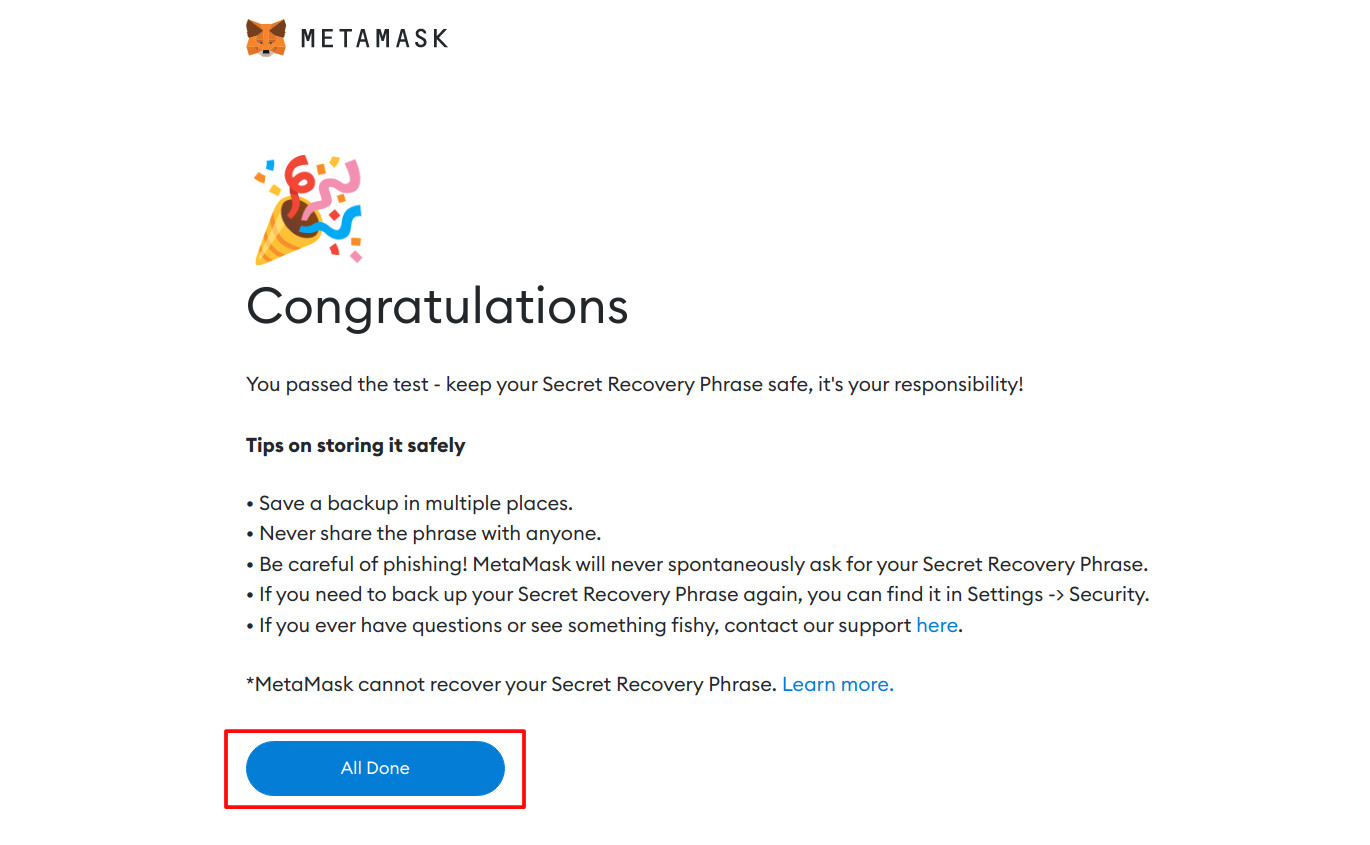 METAMASK
Congratulations
You passed the test - keep your Secret Recovery Phrase safe, it's your responsibility!
Tips on storing it safely
• Save a backup in multiple places.
• Never share the phrase with anyone.
• Be careful of phishing! MetaMask will never spontaneously ask for your Secret Recovery Phrase.
• If you need to back up your Secret Recovery Phrase again, you can find it in Settings -> Security.
• If you ever have questions or see something fishy, contact our support here.
*MetaMask cannot recover your Secret Recovery Phrase. Learn more.
All Done